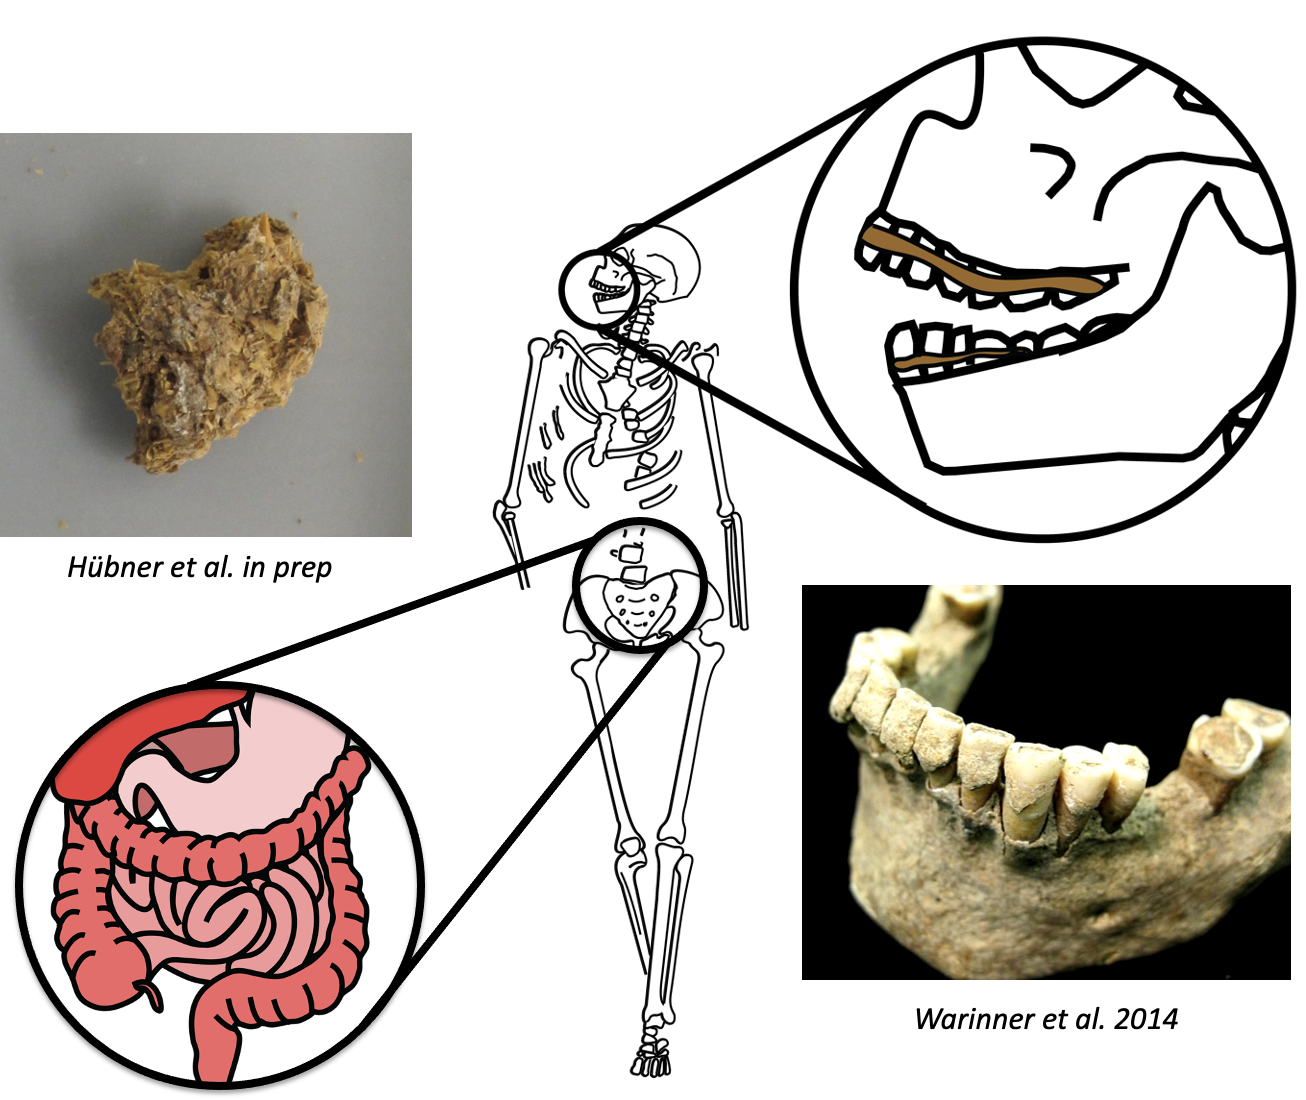 Hübner et al. in prep
Warinner et al. 2014